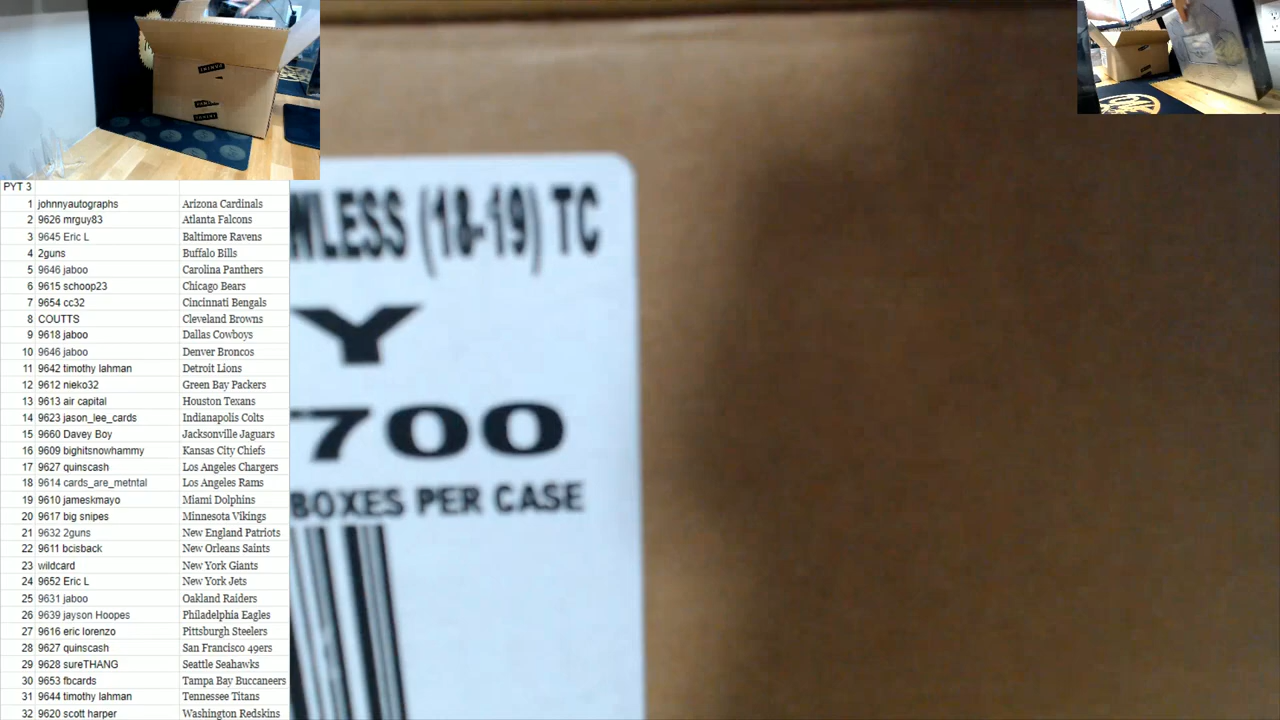 PYT 3
1 johnnyautographs Arizona Cardinals
2 9626 mrguy83 Atlanta Falcons
3 9645 Eric L Baltimore Ravens
4 2guns Buffalo Bills
5 9646 jaboo Carolina Panthers
6 9615 schoop23 Chicago Bears
7 9654 cc32 Cincinnati Bengals
8 COUTTS Cleveland Browns
9 9618 jaboo Dallas Cowboys
10 9646 jaboo Denver Broncos
11 9642 timothy lahman Detroit Lions
12 9612 nieko32 Green Bay Packers
13 9613 air capital Houston Texans
14 9623 jason_lee_cards Indianapolis Colts
15 9660 Davey Boy Jacksonville Jaguars
16 9609 bighitsnowhammy Kansas City Chiefs
17 9627 quinscash Los Angeles Chargers
18 9614 cards_are_metntal Los Angeles Rams
19 9610 jameskmayo Miami Dolphins
20 9617 big snipes Minnesota Vikings
21 9632 2guns New England Patriots
22 9611 bcisback New Orleans Saints
23 wildcard New York Giants
24 9652 Eric L New York Jets
25 9631 jaboo Oakland Raiders
26 9639 jayson Hoopes Philadelphia Eagles
27 9616 eric lorenzo Pittsburgh Steelers
28 9627 quinscash San Francisco 49ers
29 9628 sureTHANG Seattle Seahawks
30 9653 fbcards Tampa Bay Buccaneers
31 9644 timothy lahman Tennessee Titans
32 9620 scott harper Washington Redskins
WLESS (18-19) TC
Y
700
BOXES PER CASE